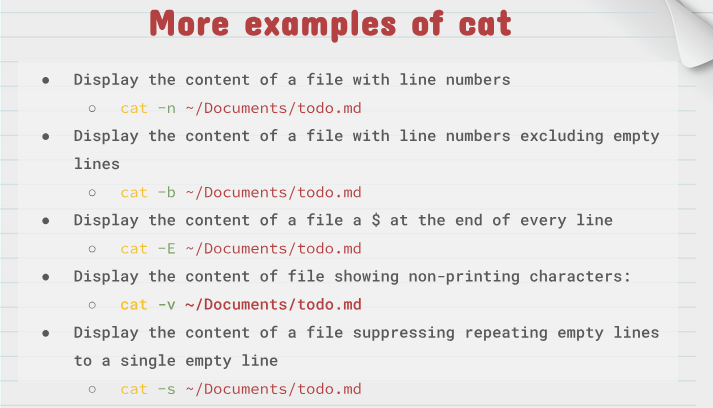 More examples of cat
● Display the content of a file with line numbers
○ cat -n ~/Documents/todo.md
● Display the content of a file with line numbers excluding empty
lines
○ cat -b ~/Documents/todo.md
● Display the content of a file a $ at the end of every line
○ cat -E ~/Documents/todo.md
● Display the content of file showing non-printing characters:
○ cat -v ~/Documents/todo.md
● Display the content of a file suppressing repeating empty lines
to a single empty line
○ cat -s ~/Documents/todo.md